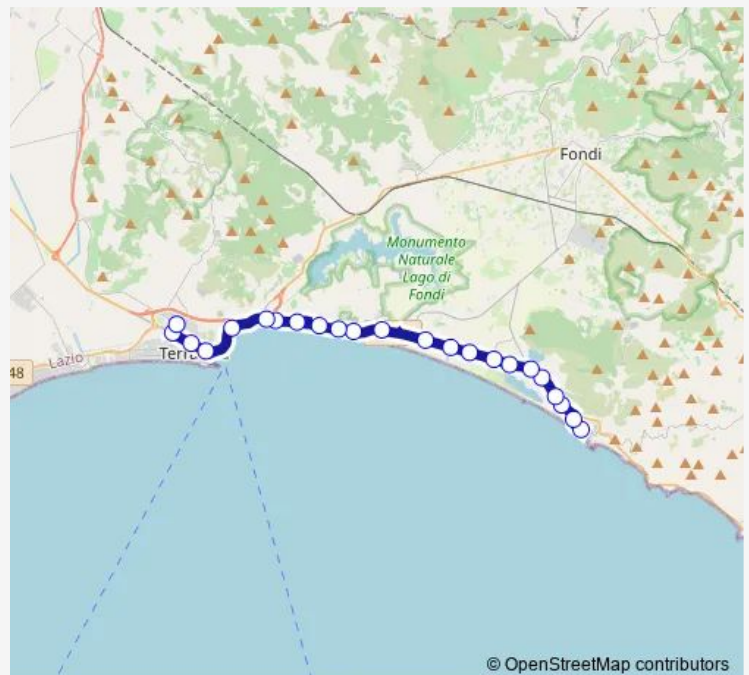 Fondi
Monumento
Naturale
Lago di
Fondi
48
Lazio
© OpenStreetMap contributors